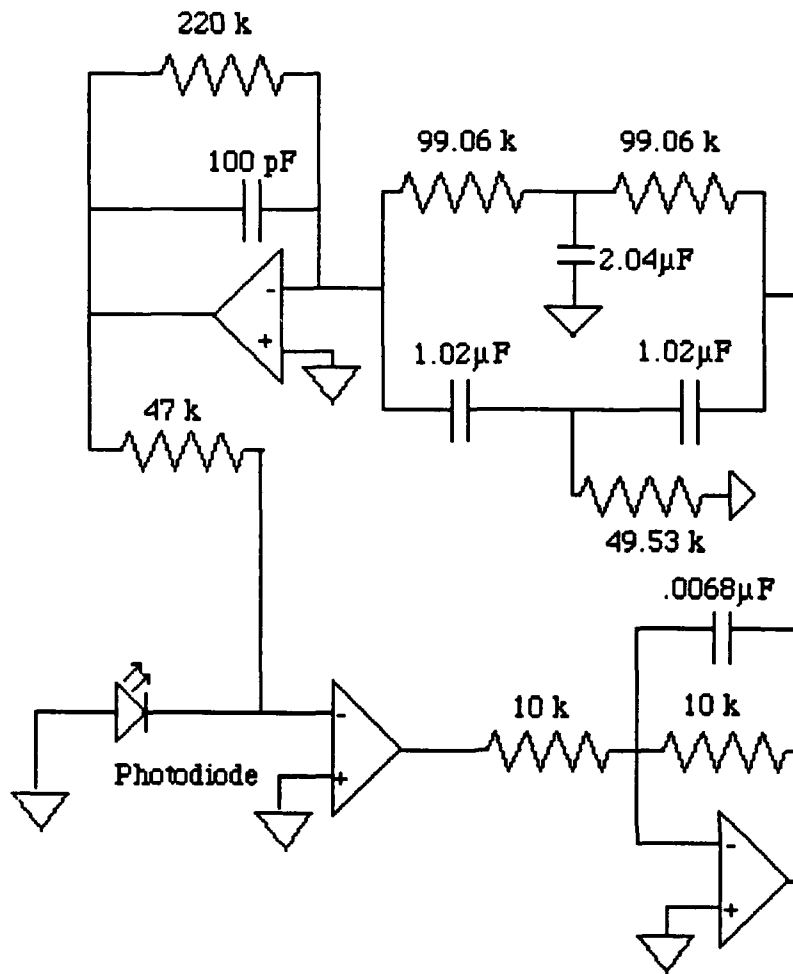 220 k
100 pF
99.06 k
99.06 k
2.04µF
-
+
1.02µF
1.02µF
47 k
49.53 k
.0068µF
10 k
10 k
-
Photodiode
+
-
+